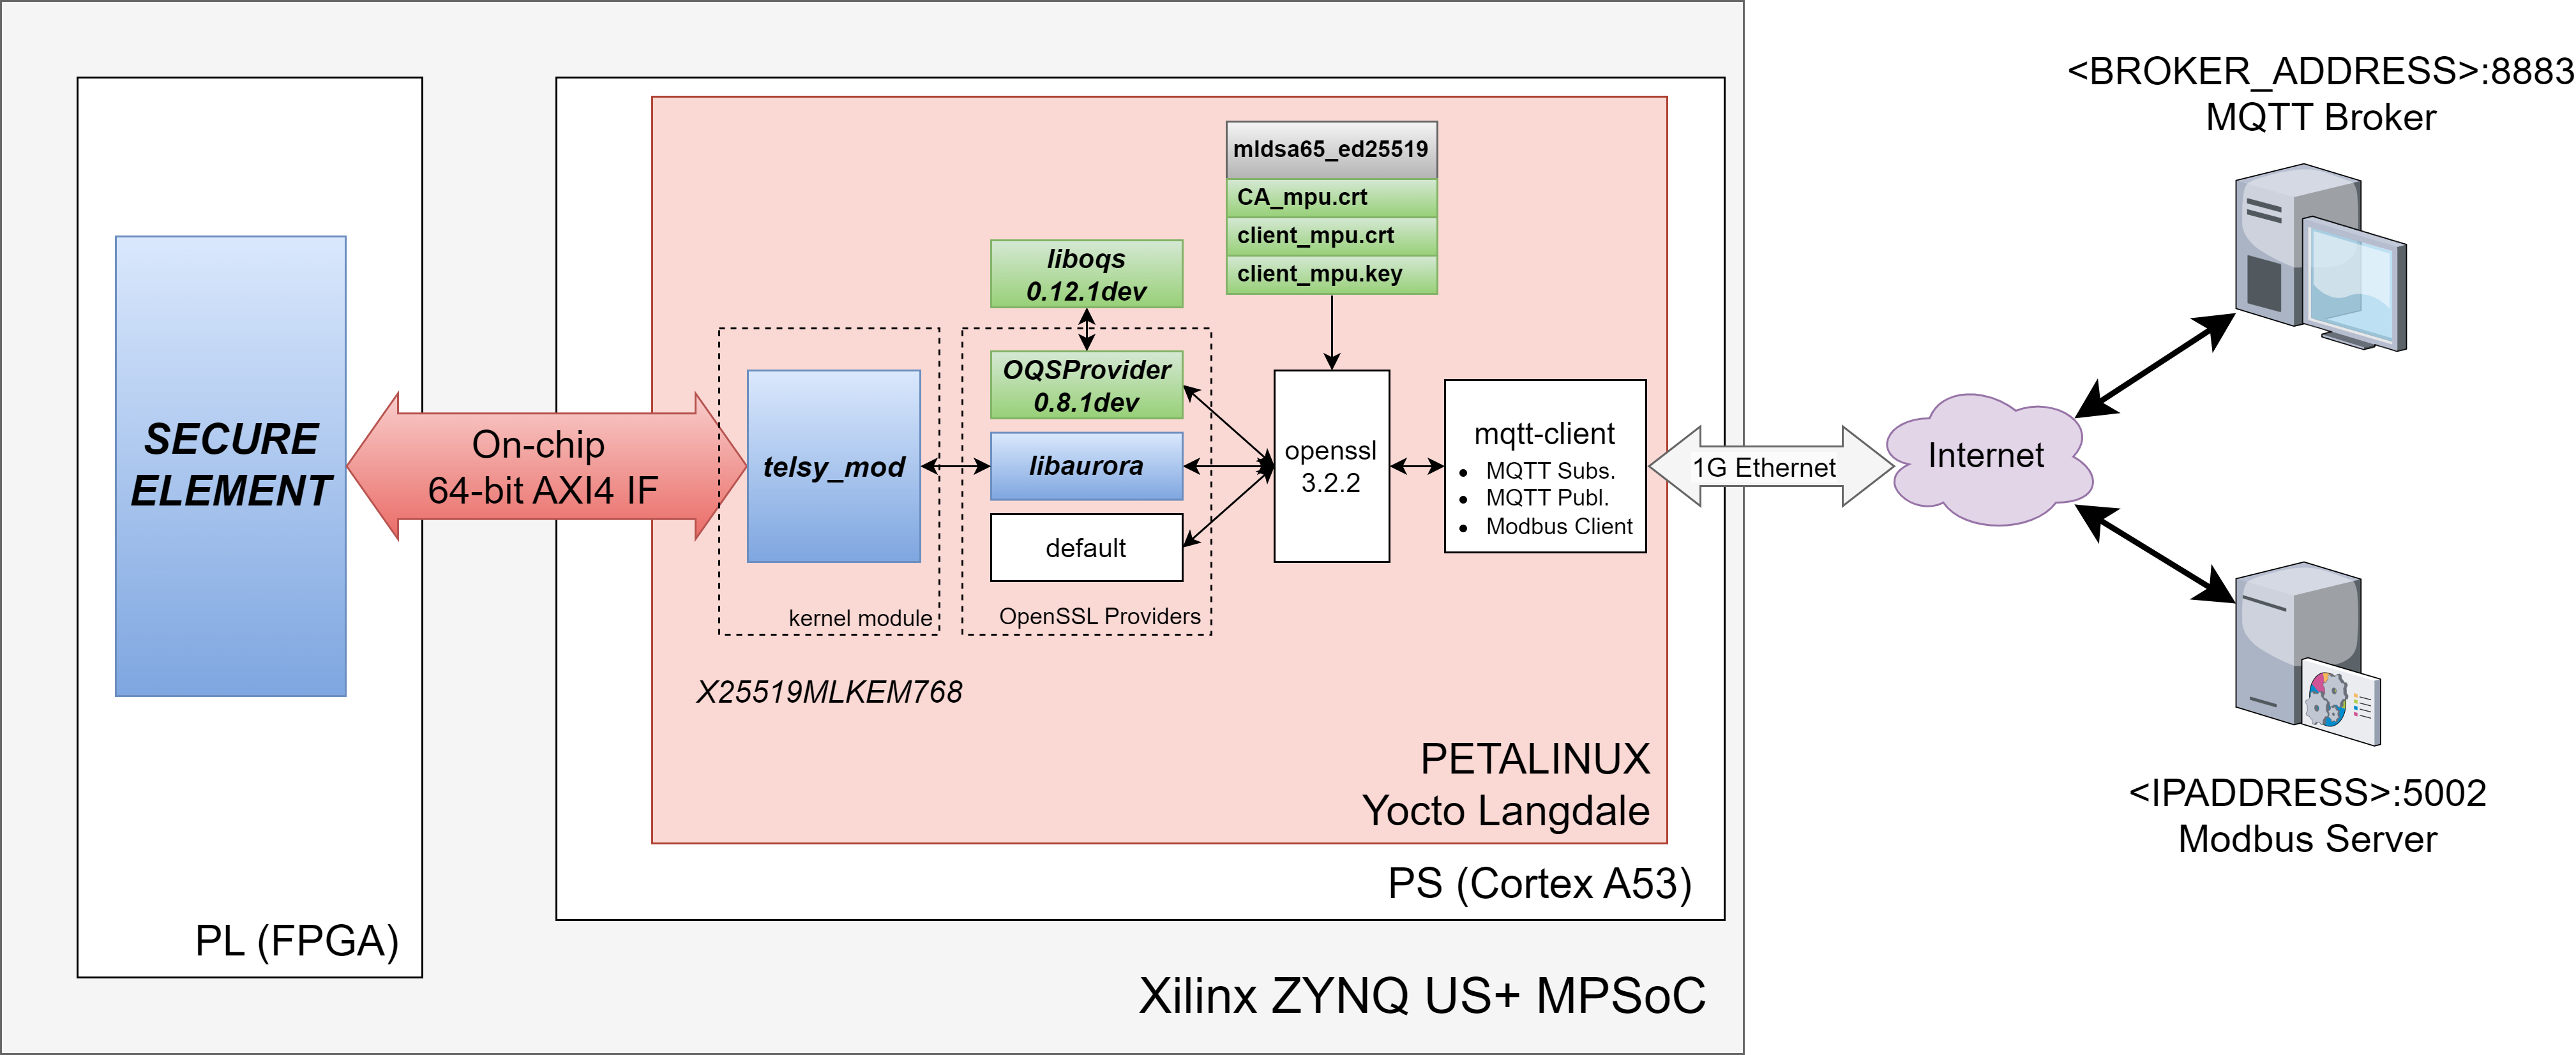 SECURE
ELEMENT
PL (FPGA)
On-chip
64-bit AXI4 IF
telsy_mod
kernel module
liboqs
0.12.1dev
OQSProvider
0.8.1dev
libaurora
default
OpenSSL Providers
X25519MLKEM768
mldsa65_ed25519
CA_mpu.crt
client_mpu.crt
client_mpu.key
openssl
3.2.2
mqtt-client
• MQTT Subs.
• MQTT Publ.
• Modbus Client
PETALINUX
Yocto Langdale
PS (Cortex A53)
Xilinx ZYNQ US+ MPSoC
1G Ethernet
Internet
<BROKER_ADDRESS>:8883
MQTT Broker
<IPADDRESS>:5002
Modbus Server